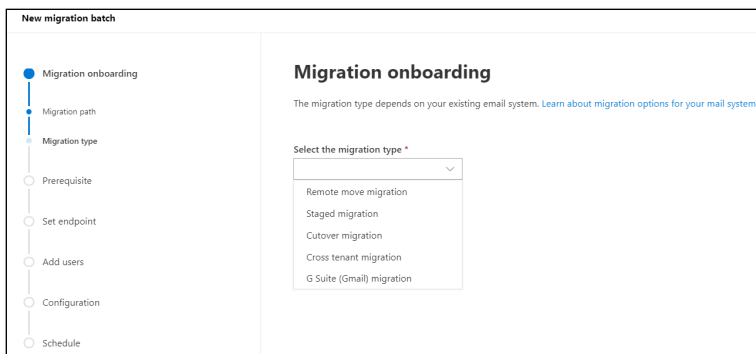 New migration batch
Migration onboarding
Migration path
Migration type
Prerequisite
Set endpoint
Add users
Configuration
Schedule
Migration onboarding
The migration type depends on your existing email system. Learn about migration options for your mail system
Select the migration type *
Remote move migration
Staged migration
Cutover migration
Cross tenant migration
G Suite (Gmail) migration